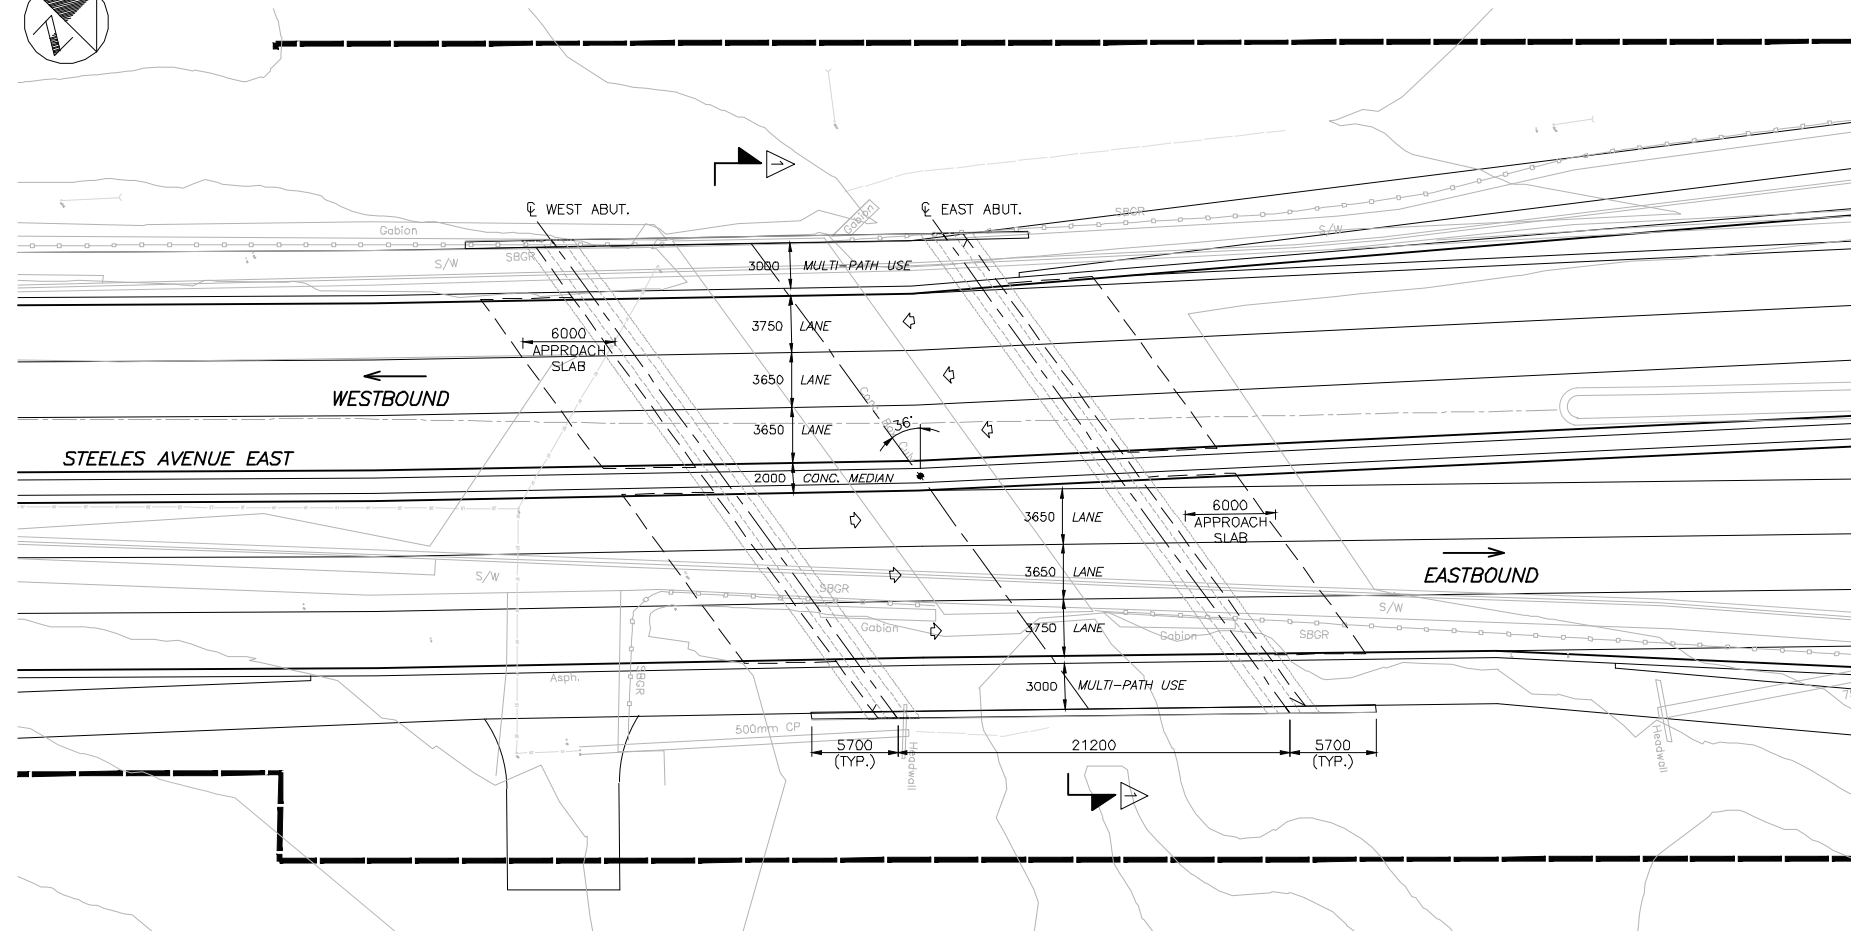 1
℄ WEST ABUT.
℄ EAST ABUT.
Gabion
SBGR
Gabion
S/W
S/W
SBGR
3000 MULTI-PATH USE
3750 LANE
6000
APPROACH
SLAB
3650 LANE
WESTBOUND
3650 LANE
36°
STEELES AVENUE EAST
2000 CONC. MEDIAN
3650 LANE
6000
APPROACH
SLAB
3650 LANE
EASTBOUND
S/W
SBGR
S/W
Gabion
3750 LANE
Gabion
SBGR
Asph.
SBGR
3000 MULTI-PATH USE
500mm CP
Headwall
Headwall
5700
(TYP.)
21200
5700
(TYP.)
1